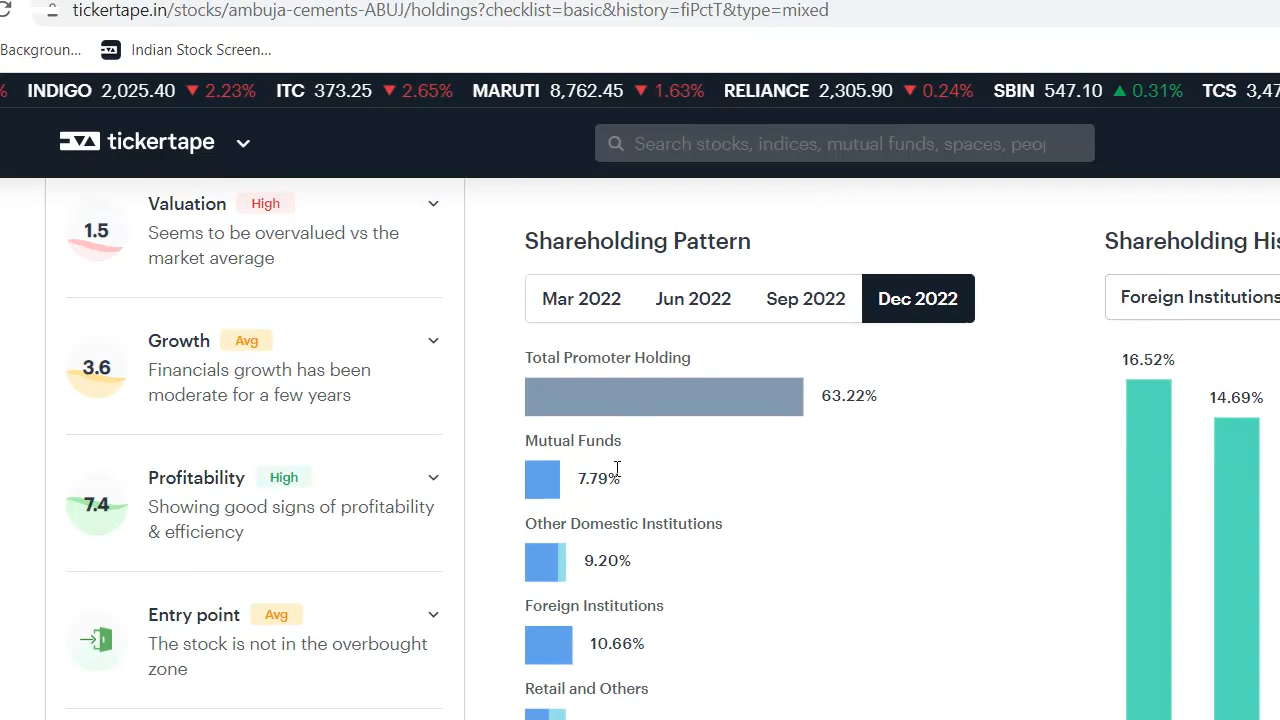 tickertape.in/stocks/ambuja-cements-ABUJ/holdings?checklist=basic&history=fiPctT&type=mixed
Backgroun...
Indian Stock Screen...
% INDIGO 2,025.40 ▼ 2.23% ITC 373.25 ▼ 2.65% MARUTI 8,762.45 ▼ 1.63% RELIANCE 2,305.90 ▼ 0.24% SBIN 547.10 ▲ 0.31% TCS 3,47
tickertape
Search stocks, indices, mutual funds, spaces, peop
Valuation High
1.5
Seems to be overvalued vs the
market average
Growth Avg
3.6
Financials growth has been
moderate for a few years
Profitability High
7.4
Showing good signs of profitability
& efficiency
Entry point Avg
The stock is not in the overbought
zone
Shareholding Pattern
Mar 2022 Jun 2022 Sep 2022 Dec 2022
Total Promoter Holding
63.22%
Mutual Funds
7.79%
Other Domestic Institutions
9.20%
Foreign Institutions
10.66%
Retail and Others
Shareholding His
Foreign Institutions
16.52%
14.69%